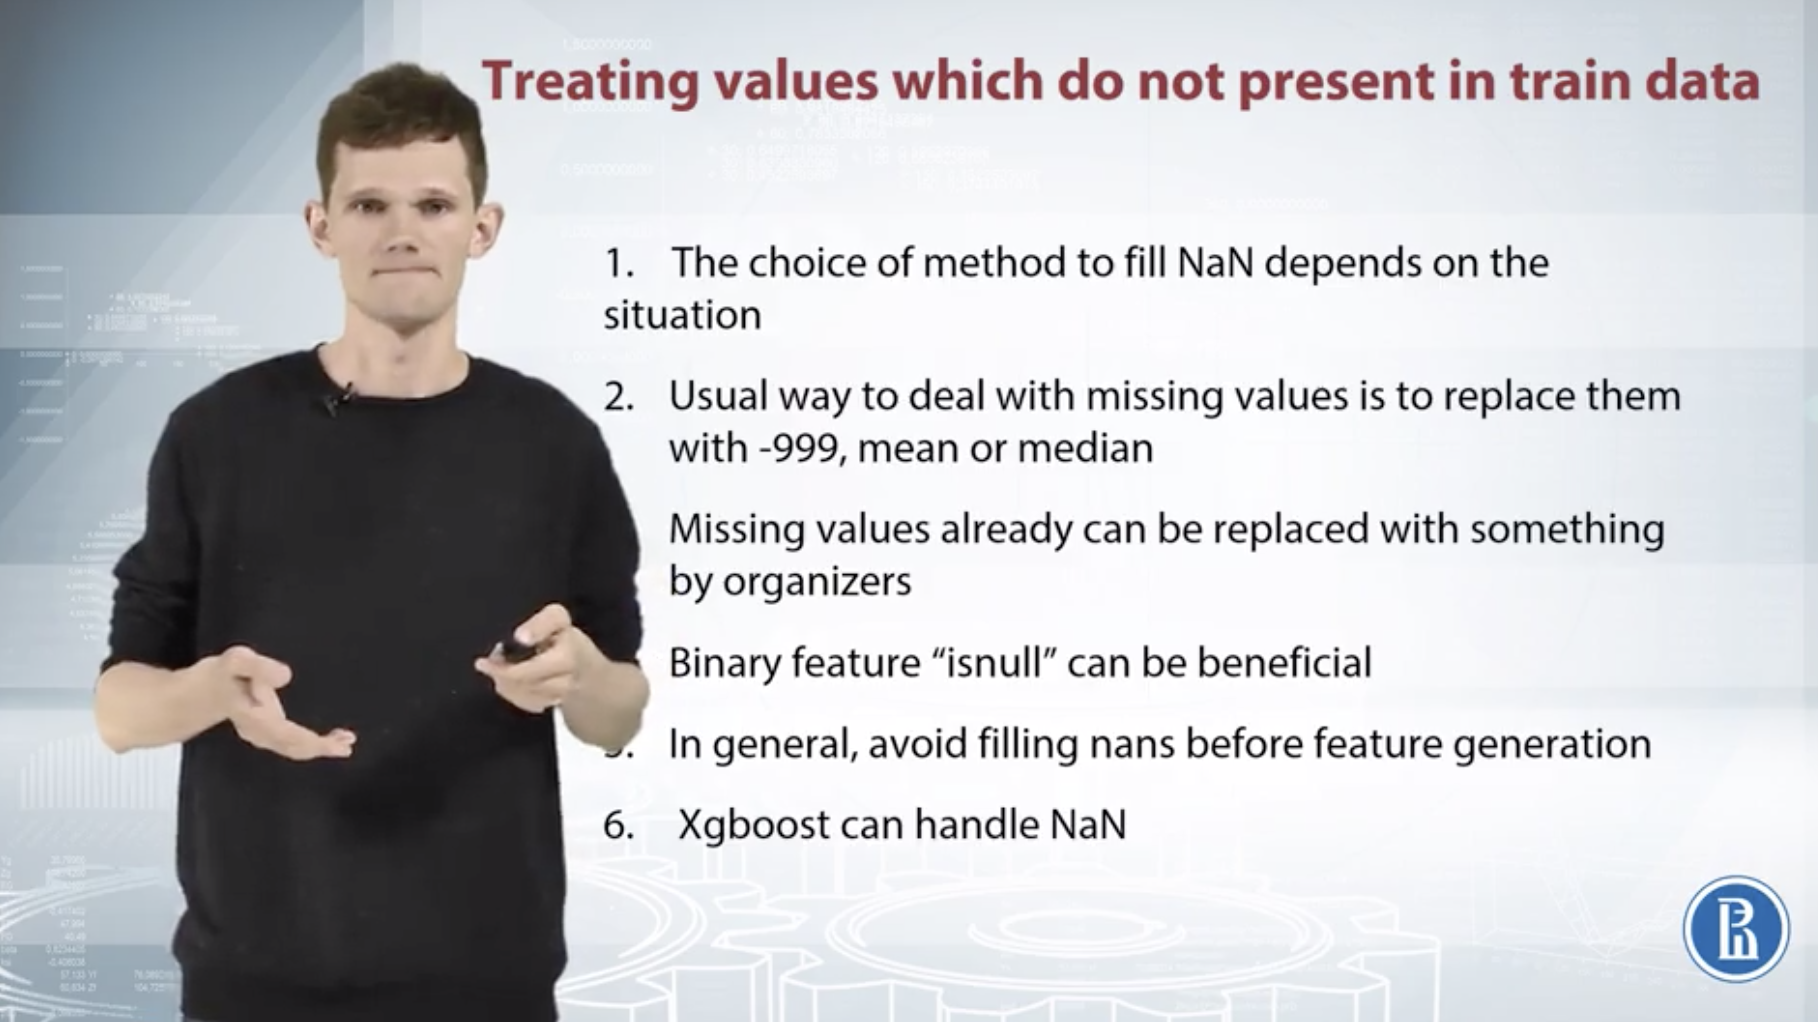 Treating values which do not present in train data
1. The choice of method to fill NaN depends on the
situation
2. Usual way to deal with missing values is to replace them
with -999, mean or median
Missing values already can be replaced with something
by organizers
Binary feature “isnull” can be beneficial
In general, avoid filling nans before feature generation
6. Xgboost can handle NaN